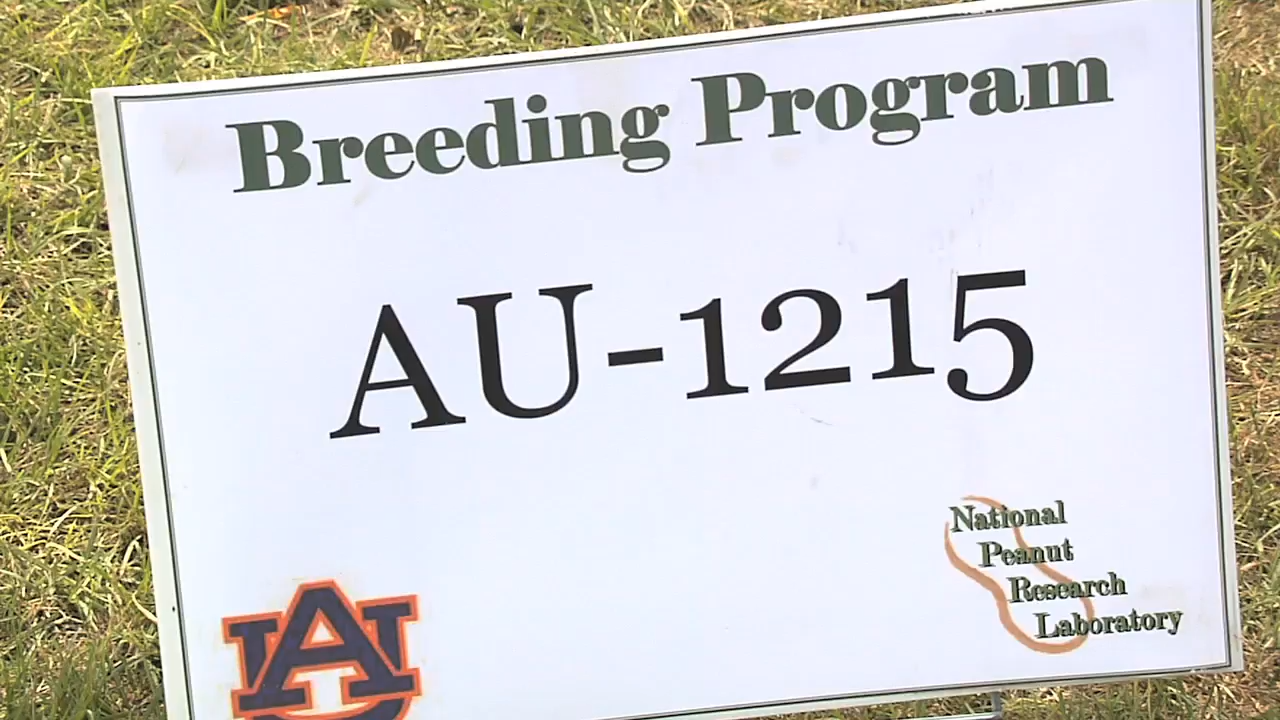 Breeding Program
AU-1215
AU
National
Peanut
Research
Laboratory